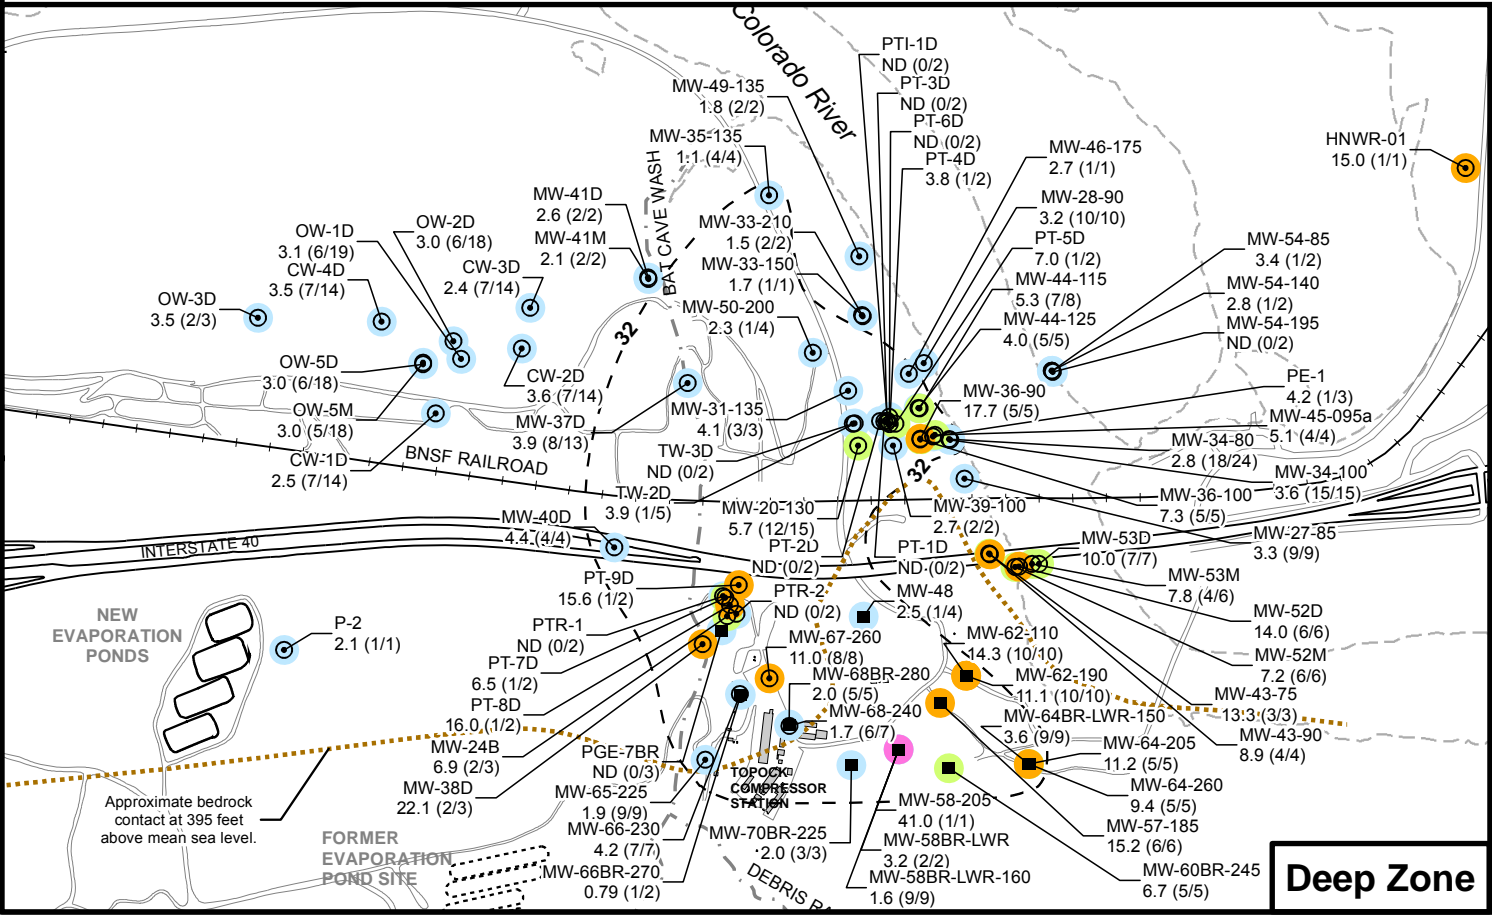 Colorado River
PTI-1D
ND (0/2)
PT-3D
ND (0/2)
PT-6D
ND (0/2)
PT-4D
3.8 (1/2)
MW-49-135
1.8 (2/2)
MW-35-135
1.1 (4/4)
MW-46-175
2.7 (1/1)
HNWR-01
15.0 (1/1)
MW-28-90
3.2 (10/10)
BAT CAVE WASH
MW-41D
2.6 (2/2)
MW-41M
2.1 (2/2)
MW-33-210
1.5 (2/2)
MW-33-150
1.7 (1/1)
MW-50-200
2.3 (1/4)
PT-5D
7.0 (1/2)
MW-44-115
5.3 (7/8)
MW-44-125
4.0 (5/5)
MW-54-85
3.4 (1/2)
MW-54-140
2.8 (1/2)
MW-54-195
ND (0/2)
OW-2D
3.0 (6/18)
OW-1D
3.1 (6/19)
CW-4D
3.5 (7/14)
CW-3D
2.4 (7/14)
OW-3D
3.5 (2/3)
32
OW-5D
3.0 (6/18)
OW-5M
3.0 (5/18)
CW-2D
3.6 (7/14)
MW-37D
3.9 (8/13)
CW-1D
2.5 (7/14)
BNSF RAILROAD
MW-31-135
4.1 (3/3)
TW-3D
ND (0/2)
TW-2D
3.9 (1/5)
MW-36-90
17.7 (5/5)
32
PE-1
4.2 (1/3)
MW-45-095a
5.1 (4/4)
MW-34-80
2.8 (18/24)
MW-34-100
3.6 (15/15)
MW-36-100
7.3 (5/5)
MW-27-85
3.3 (9/9)
MW-20-130
5.7 (12/15)
MW-39-100
2.7 (2/2)
MW-40D
4.4 (4/4)
INTERSTATE 40
PT-2D
ND (0/2)
PT-1D
ND (0/2)
MW-53D
10.0 (7/7)
MW-53M
7.8 (4/6)
PT-9D
15.6 (1/2)
PTR-2
ND (0/2)
MW-48
2.5 (1/4)
MW-52D
14.0 (6/6)
MW-52M
7.2 (6/6)
MW-43-75
13.3 (3/3)
MW-43-90
8.9 (4/4)
NEW
EVAPORATION
PONDS
P-2
2.1 (1/1)
PTR-1
ND (0/2)
PT-7D
6.5 (1/2)
PT-8D
16.0 (1/2)
MW-24B
6.9 (2/3)
MW-38D
22.1 (2/3)
MW-67-260
11.0 (8/8)
MW-68BR-280
2.0 (5/5)
MW-68-240
1.7 (6/7)
MW-62-110
14.3 (10/10)
MW-62-190
11.1 (10/10)
MW-64BR-LWR-150
3.6 (9/9)
MW-64-205
11.2 (5/5)
MW-64-260
9.4 (5/5)
MW-57-185
15.2 (6/6)
MW-60BR-245
6.7 (5/5)
PGE-7BR
ND (0/3)
MW-65-225
1.9 (9/9)
MW-66-230
4.2 (7/7)
MW-66BR-270
0.79 (1/2)
TOPOCK
COMPRESSOR
STATION
MW-70BR-225
2.0 (3/3)
MW-58-205
41.0 (1/1)
MW-58BR-LWR
3.2 (2/2)
MW-58BR-LWR-160
1.6 (9/9)
Approximate bedrock
contact at 395 feet
above mean sea level.
FORMER
EVAPORATION
POND SITE
DEBRIS
Deep Zone